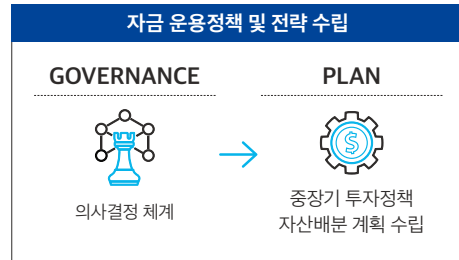 자금 운용정책 및 전략 수립
GOVERNANCE
PLAN
의사결정 체계
중장기 투자정책
자산배분 계획 수립